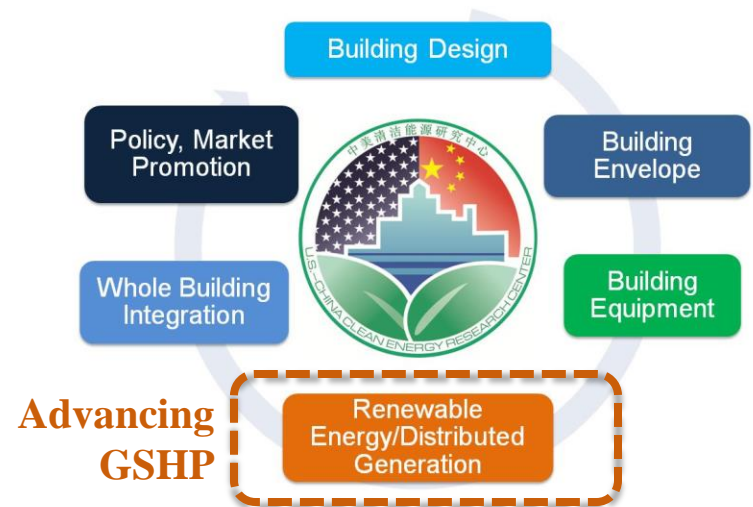 Building Design
Policy, Market
Promotion
中美清洁能源研究中心
Building
Envelope
U.S.-CHINA CLEAN ENERGY RESEARCH CENTER
Whole Building
Integration
Building
Equipment
Advancing
GSHP
Renewable
Energy/Distributed
Generation